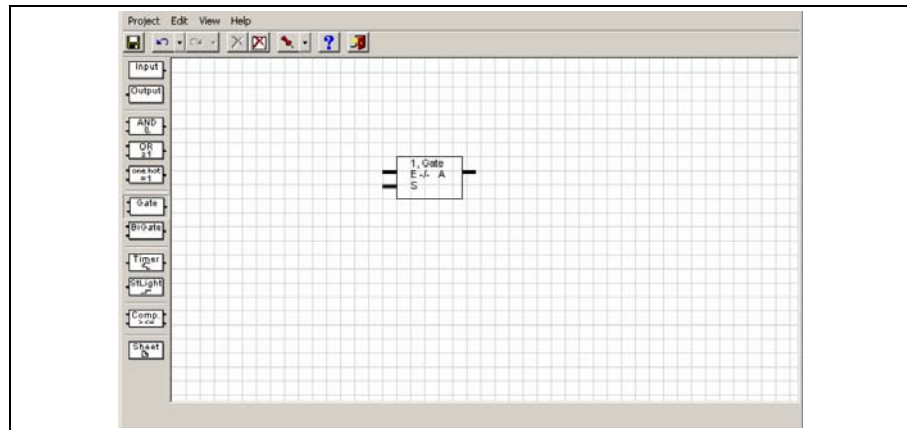 Project Edit View Help
?
Input
Output
AND
&
OR
≥1
one hot
=1
Gate
BiGate
Timer
StLight
Comp.
><=
Sheet
1, Gate
E -/- A
S